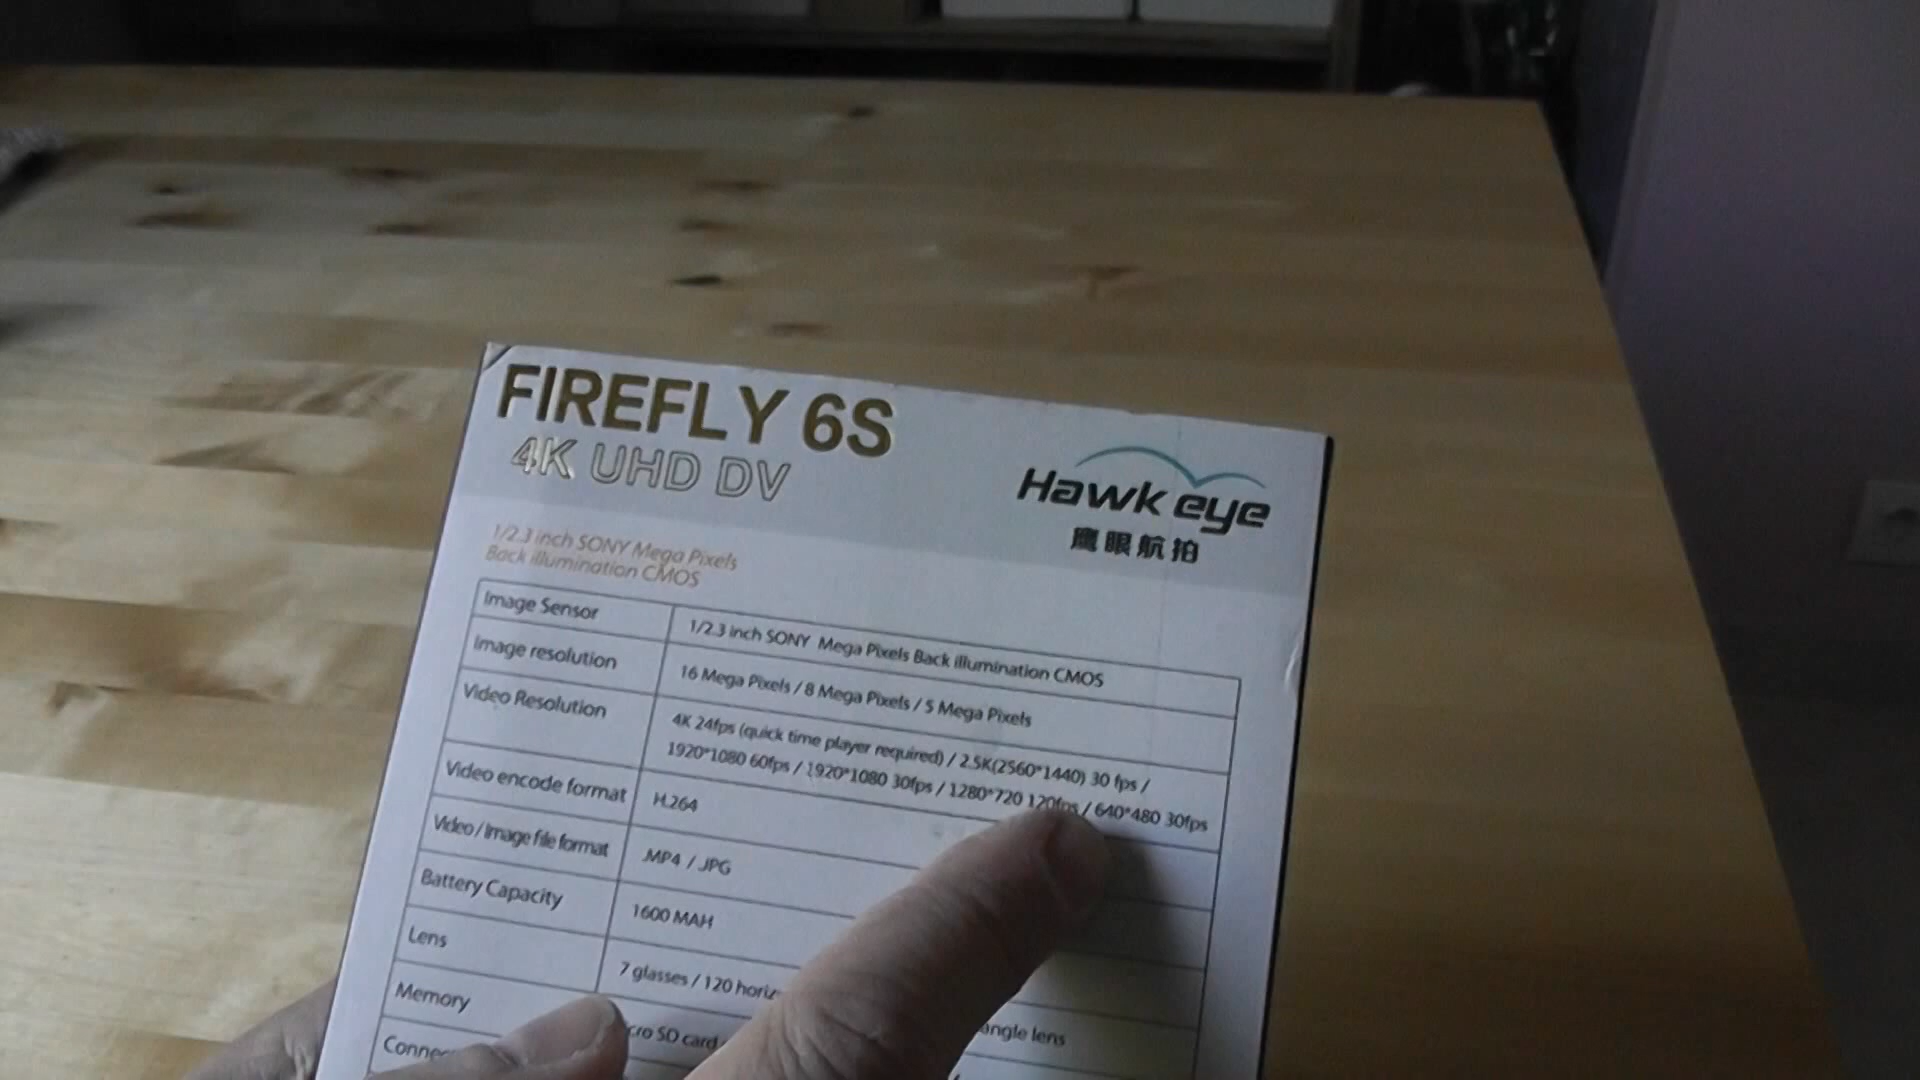 FIREFLY 6S
4K UHD DV
Hawk eye
鹰眼航拍
1/2.3 inch SONY Mega Pixels
Back illumination CMOS
Image Sensor
1/2.3 inch SONY Mega Pixels Back illumination CMOS
Image resolution
16 Mega Pixels / 8 Mega Pixels / 5 Mega Pixels
Video Resolution
4K 24fps (quick time player required) / 2.5K(2560*1440) 30 fps /
1920*1080 60fps / 1920*1080 30fps / 1280*720 120fps / 640*480 30fps
Video encode format
H.264
Video / Image file format
.MP4 / .JPG
Battery Capacity
1600 MAH
Lens
7 glasses / 120
angle lens
Memory
SD card